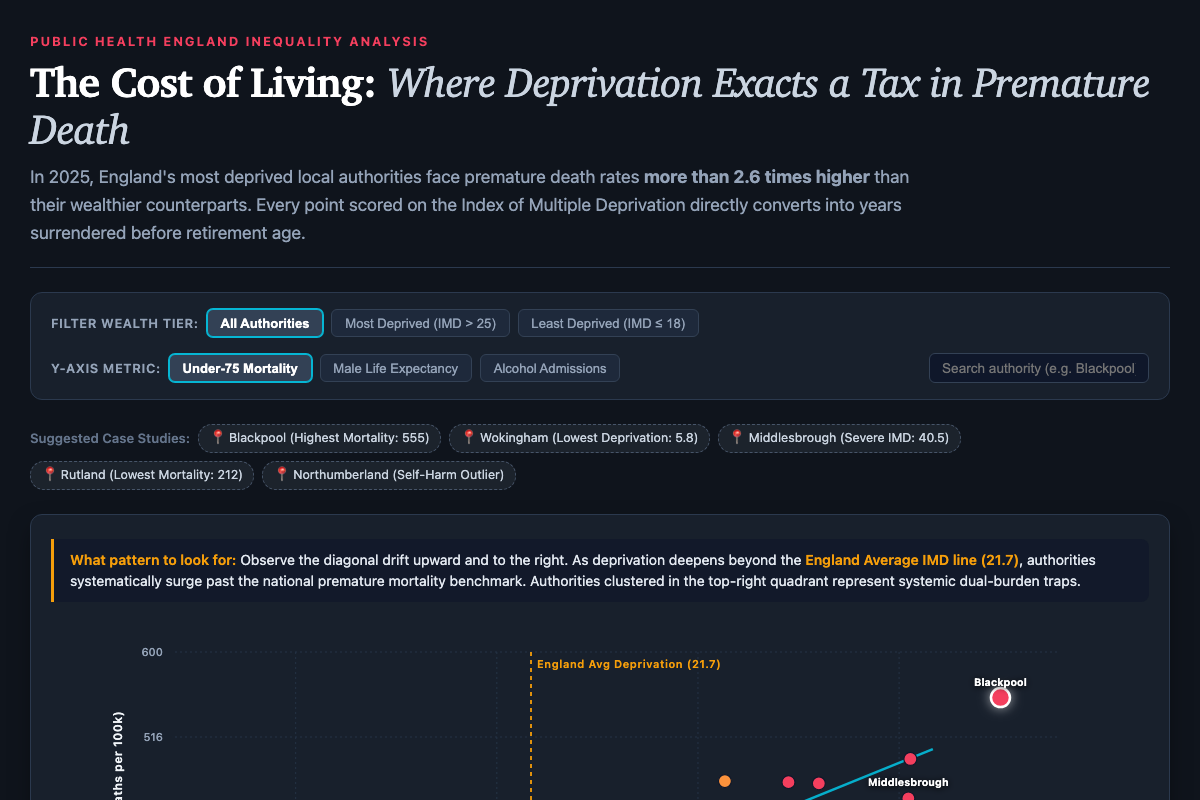 PUBLIC HEALTH ENGLAND INEQUALITY ANALYSIS
The Cost of Living: Where Deprivation Exacts a Tax in Premature
Death
In 2025, England's most deprived local authorities face premature death rates more than 2.6 times higher than
their wealthier counterparts. Every point scored on the Index of Multiple Deprivation directly converts into years
surrendered before retirement age.
FILTER WEALTH TIER: All Authorities Most Deprived (IMD > 25) Least Deprived (IMD ≤ 18)
Y-AXIS METRIC: Under-75 Mortality Male Life Expectancy Alcohol Admissions Search authority (e.g. Blackpool
Suggested Case Studies: 📍 Blackpool (Highest Mortality: 555) 📍 Wokingham (Lowest Deprivation: 5.8) 📍 Middlesbrough (Severe IMD: 40.5)
📍 Rutland (Lowest Mortality: 212) 📍 Northumberland (Self-Harm Outlier)
What pattern to look for: Observe the diagonal drift upward and to the right. As deprivation deepens beyond the England Average IMD line (21.7), authorities
systematically surge past the national premature mortality benchmark. Authorities clustered in the top-right quadrant represent systemic dual-burden traps.
600
England Avg Deprivation (21.7)
Blackpool
516
Middlesbrough
per 100k)